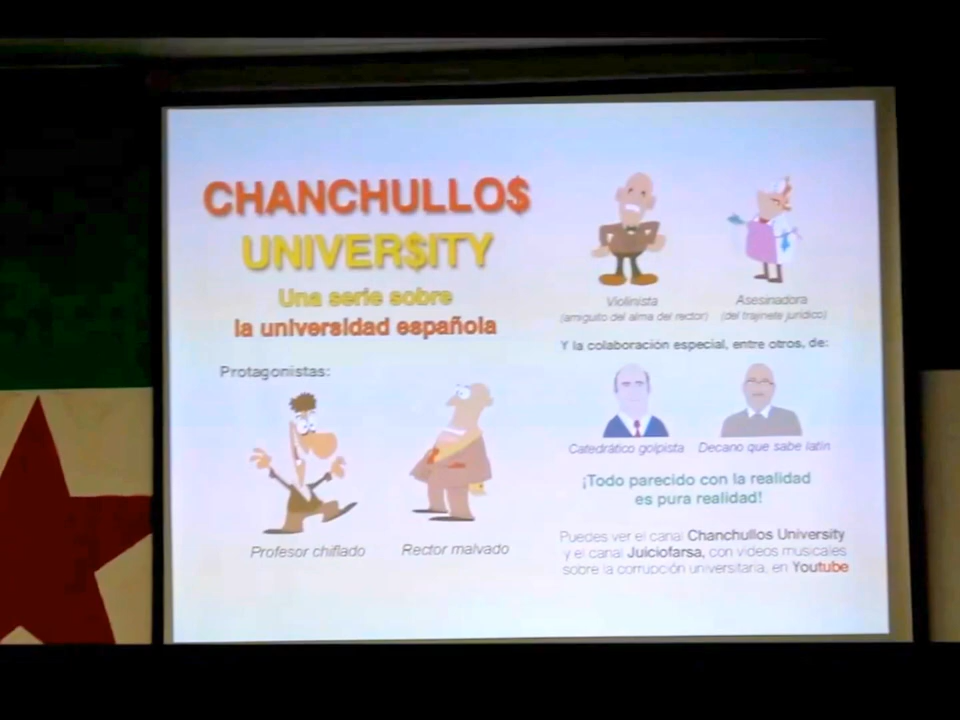 CHANCHULLO$
UNIVER$ITY
Una serie sobre
la universidad española
Protagonistas:
Profesor chiflado
Rector malvado
Violinista
(amiguito del alma del rector)
Asesinadora
(del trajinete jurídico)
Y la colaboración especial, entre otros, de:
Catedrático golpista
Decano que sabe latín
¡Todo parecido con la realidad
es pura realidad!
Puedes ver el canal Chanchullos University
y el canal Juiciofarsa, con vídeos musicales
sobre la corrupción universitaria, en Youtube